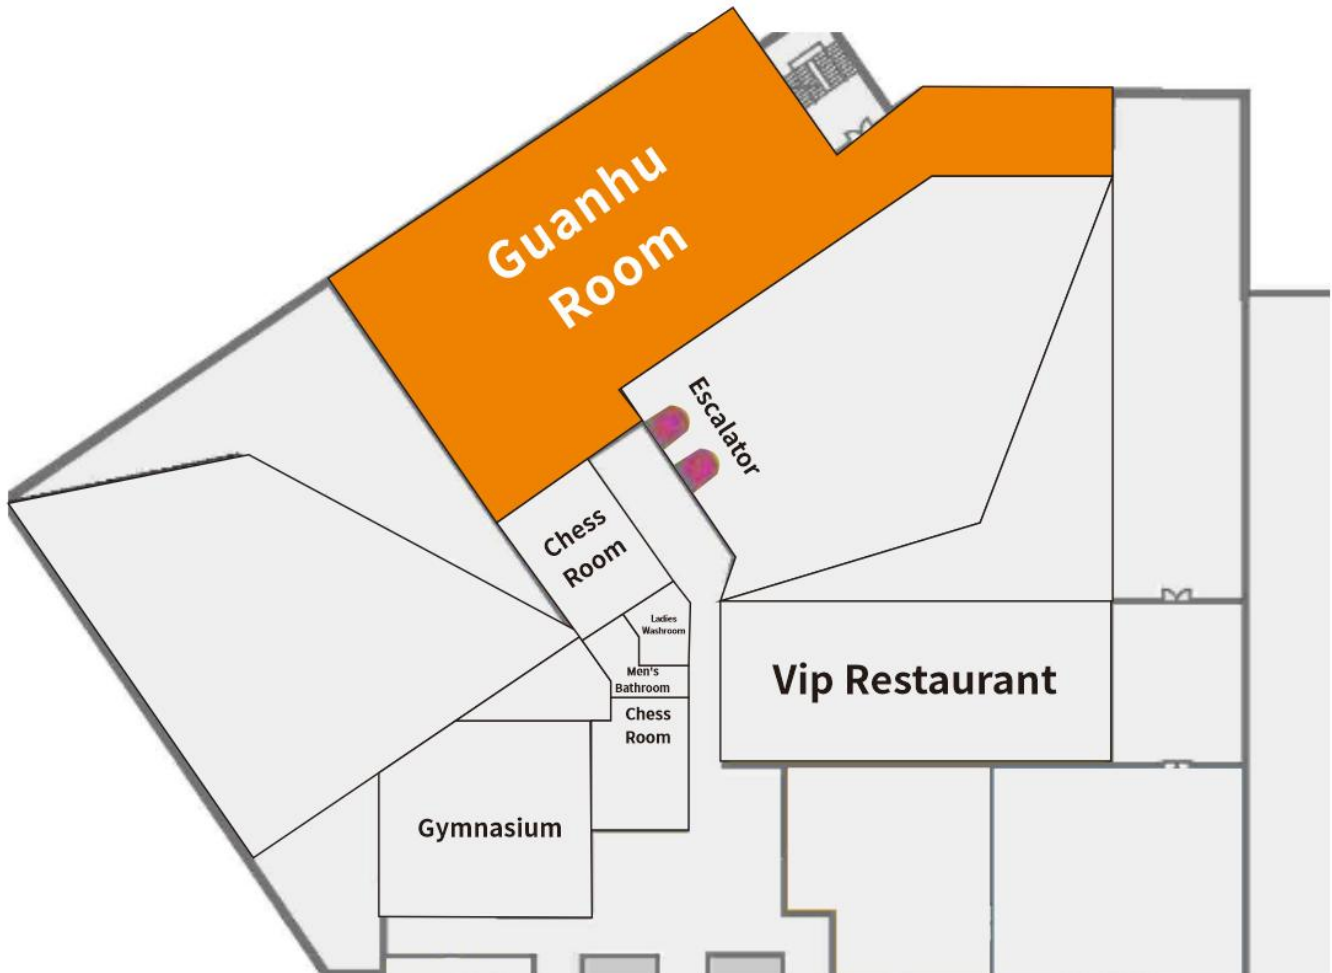 Guanhu
Room
Escalator
Chess
Room
Ladies
Washroom
Men's
Bathroom
Chess
Room
Vip Restaurant
Gymnasium